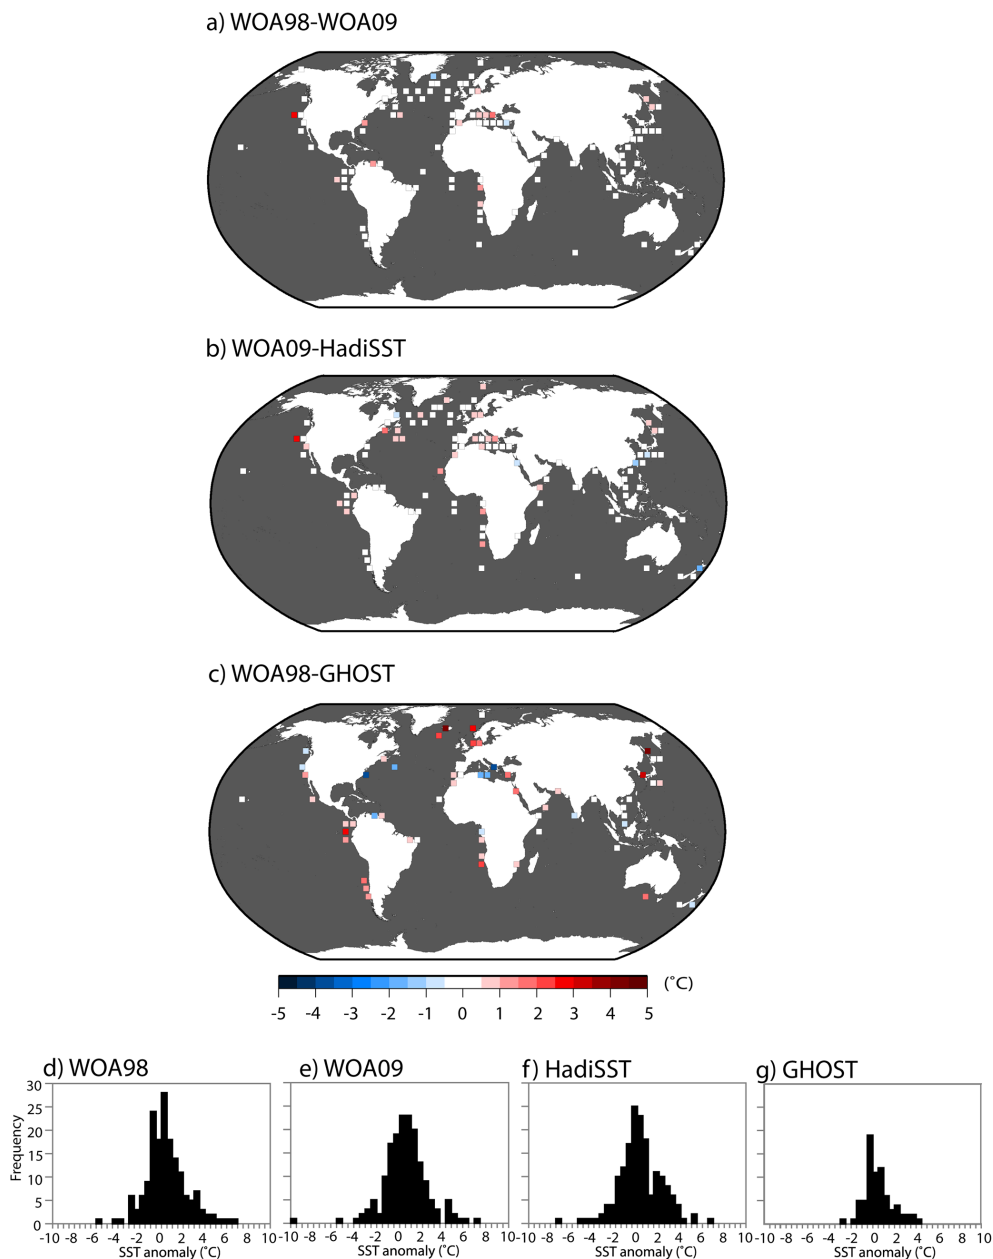 a) WOA98-WOA09
b) WOA09-HadiSST
c) WOA98-GHOST
(˚C)
-5 -4 -3 -2 -1 0 1 2 3 4 5
d) WOA98 e) WOA09 f) HadiSST g) GHOST
Frequency
30
25
20
15
10
5
0
-10 -8 -6 -4 -2 0 2 4 6 8 10 -10 -8 -6 -4 -2 0 2 4 6 8 10 -10 -8 -6 -4 -2 0 2 4 6 8 10 -10 -8 -6 -4 -2 0 2 4 6 8 10
SST anomaly (˚C) SST anomaly (˚C) SST anomaly (˚C) SST anomaly (˚C)